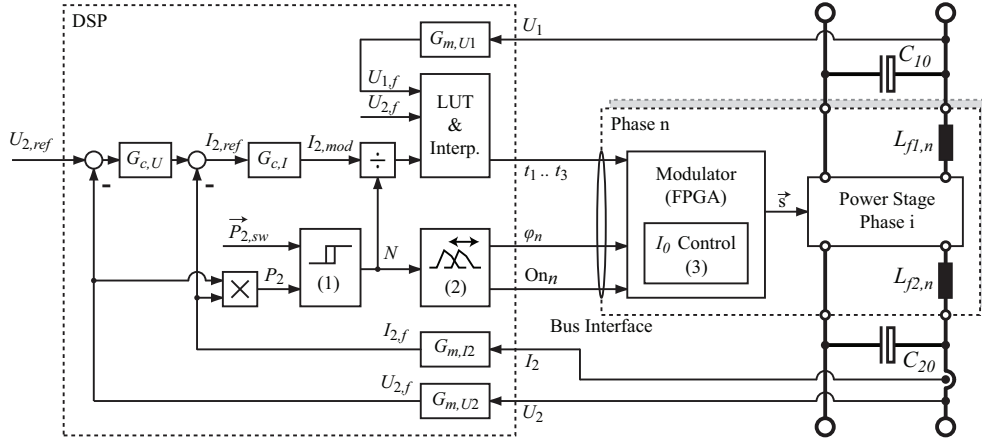 DSP
G_{m,U1}
U_1
C_{10}
U_{1,f}
U_{2,f}
LUT
&
Interp.
Phase n
L_{f1,n}
U_{2,ref}
G_{c,U}
I_{2,ref}
G_{c,I}
I_{2,mod}
÷
t_1 .. t_3
Modulator
(FPGA)
s⃗
Power Stage
Phase i
-
-
P⃗_{2,sw}
P_2
(1)
N
(2)
φ_n
On_n
I_0 Control
(3)
×
L_{f2,n}
Bus Interface
I_{2,f}
G_{m,I2}
I_2
C_{20}
U_{2,f}
G_{m,U2}
U_2